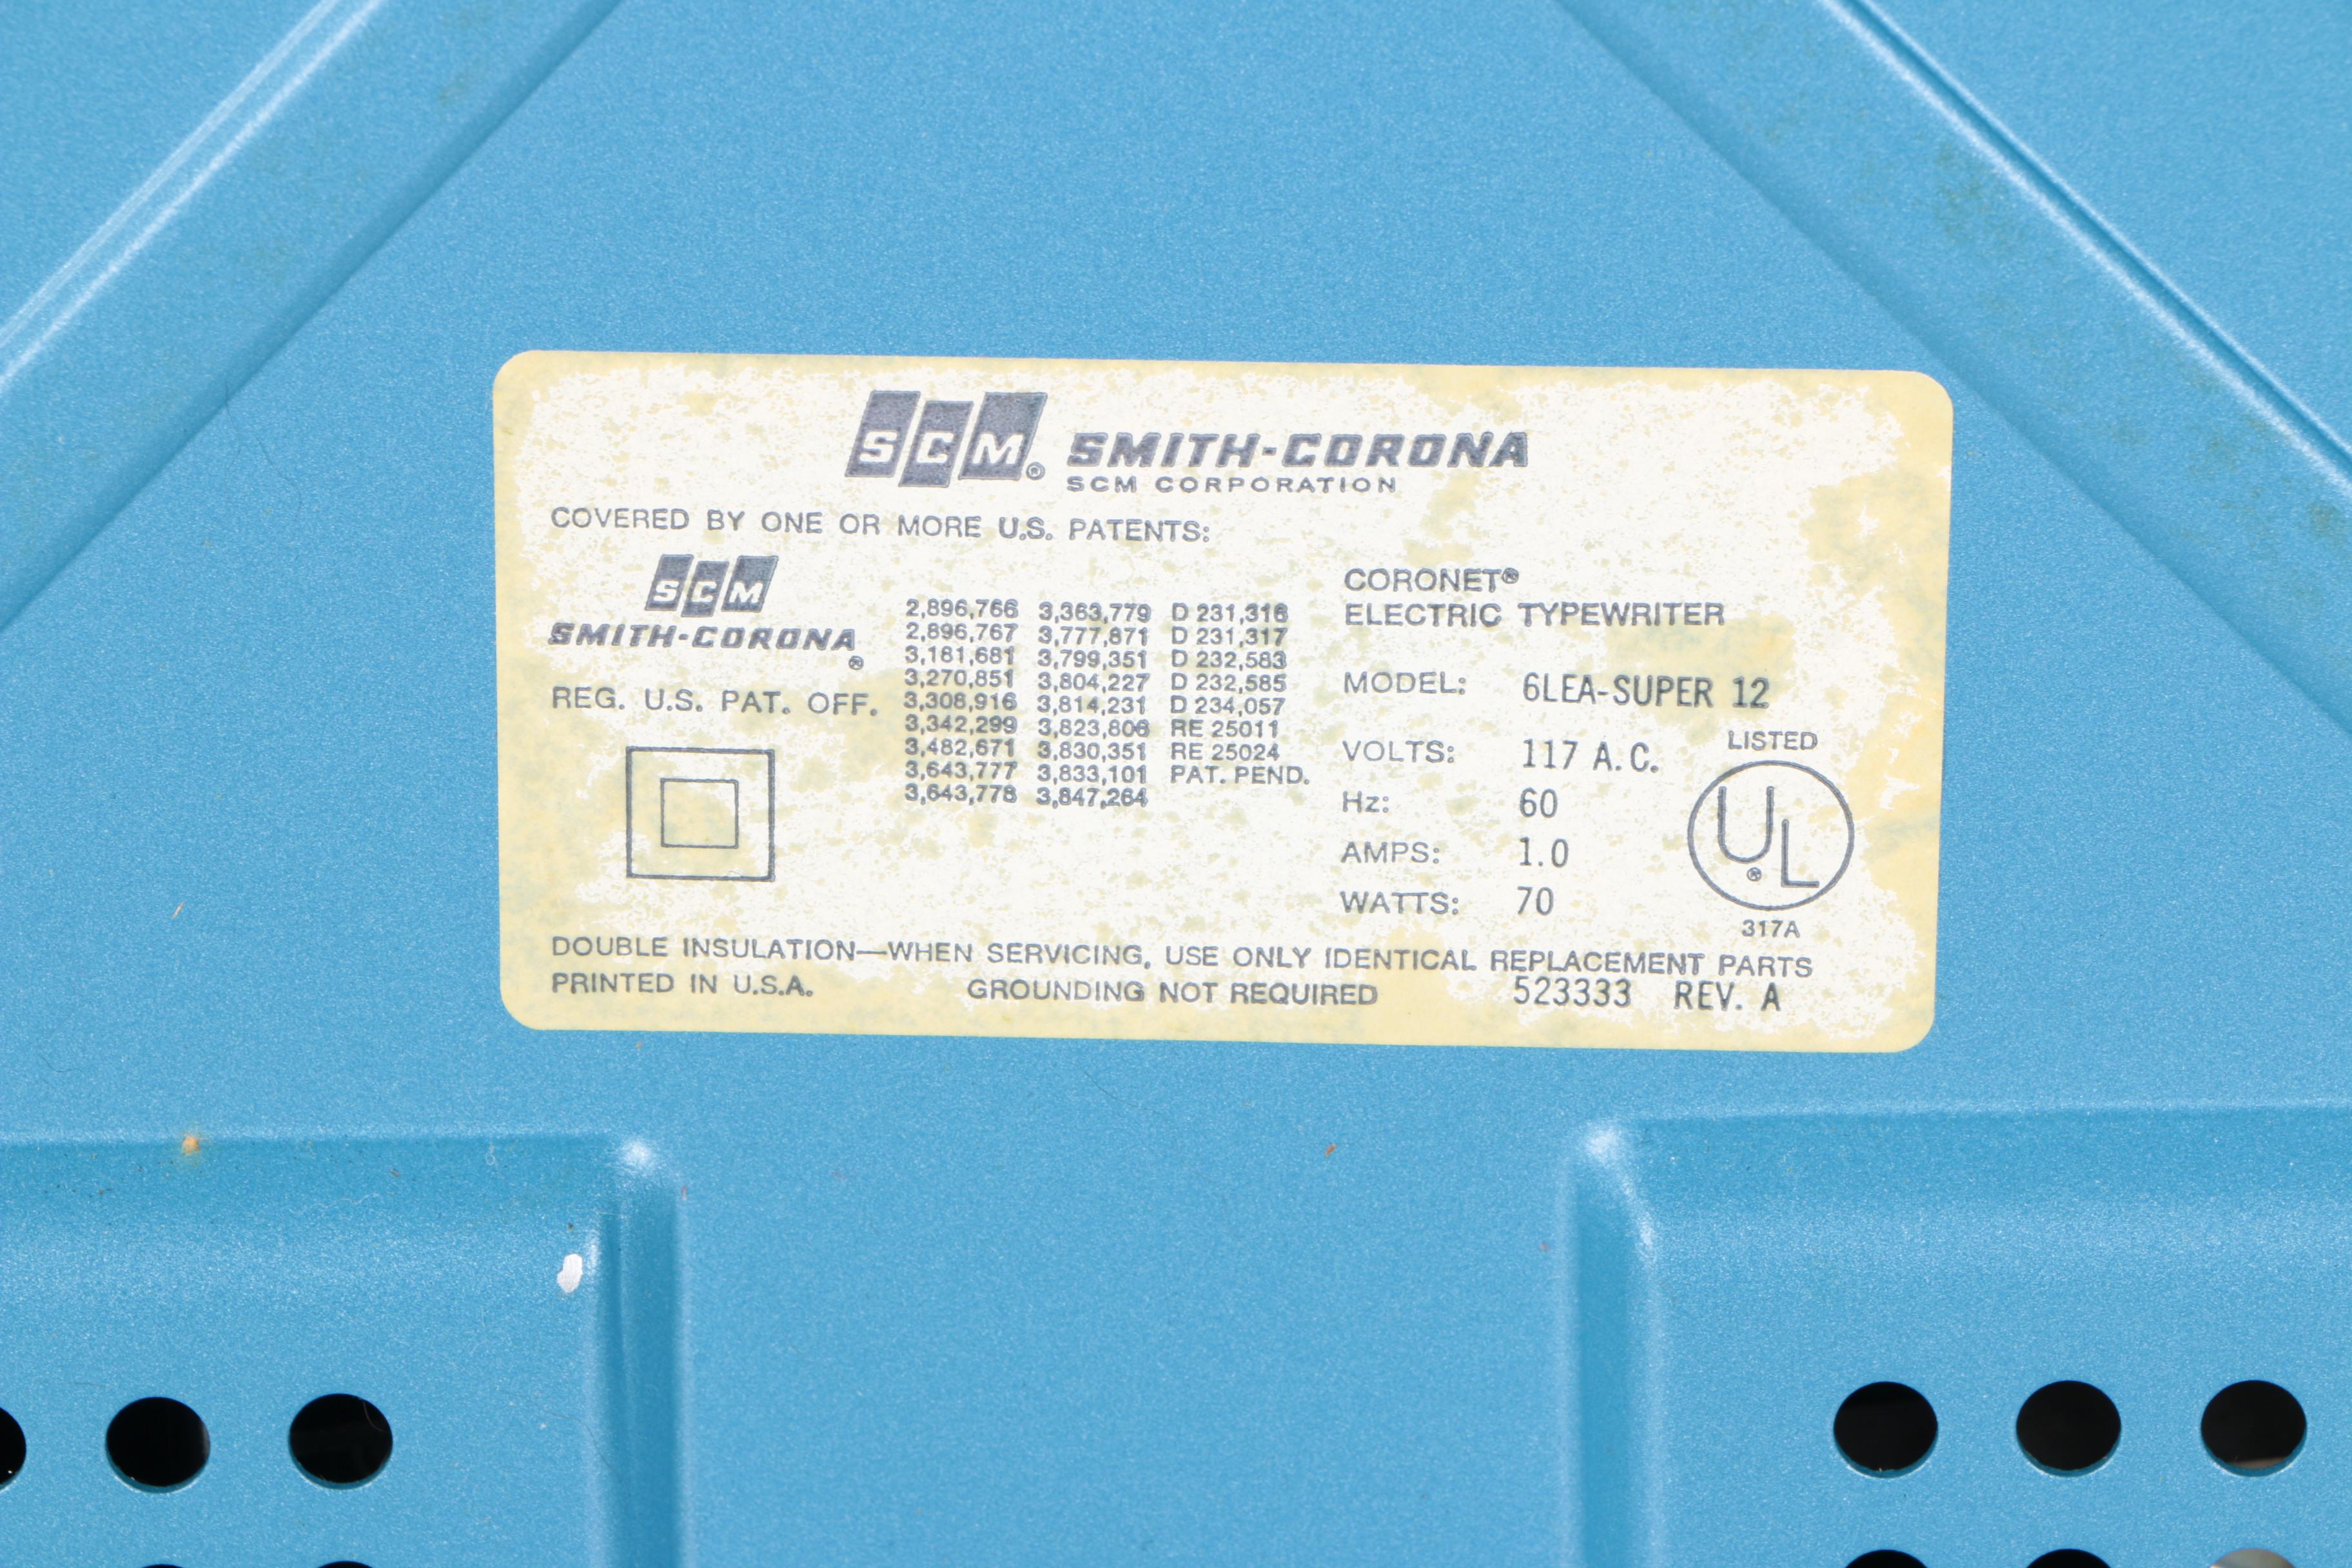 SCM® SMITH-CORONA
SCM CORPORATION
COVERED BY ONE OR MORE U.S. PATENTS:
SCM
SMITH-CORONA
®
REG. U.S. PAT. OFF.
2,896,766 3,363,779 D 231,316
2,896,767 3,777,871 D 231,317
3,181,681 3,799,351 D 232,583
3,270,851 3,804,227 D 232,585
3,308,916 3,814,231 D 234,057
3,342,299 3,823,806 RE 25011
3,482,671 3,830,351 RE 25024
3,643,777 3,833,101 PAT. PEND.
3,643,778 3,847,264
CORONET®
ELECTRIC TYPEWRITER
MODEL: 6LEA-SUPER 12
VOLTS: 117 A.C.
Hz: 60
AMPS: 1.0
WATTS: 70
LISTED
UL®
317A
DOUBLE INSULATION—WHEN SERVICING, USE ONLY IDENTICAL REPLACEMENT PARTS
PRINTED IN U.S.A. GROUNDING NOT REQUIRED 523333 REV. A